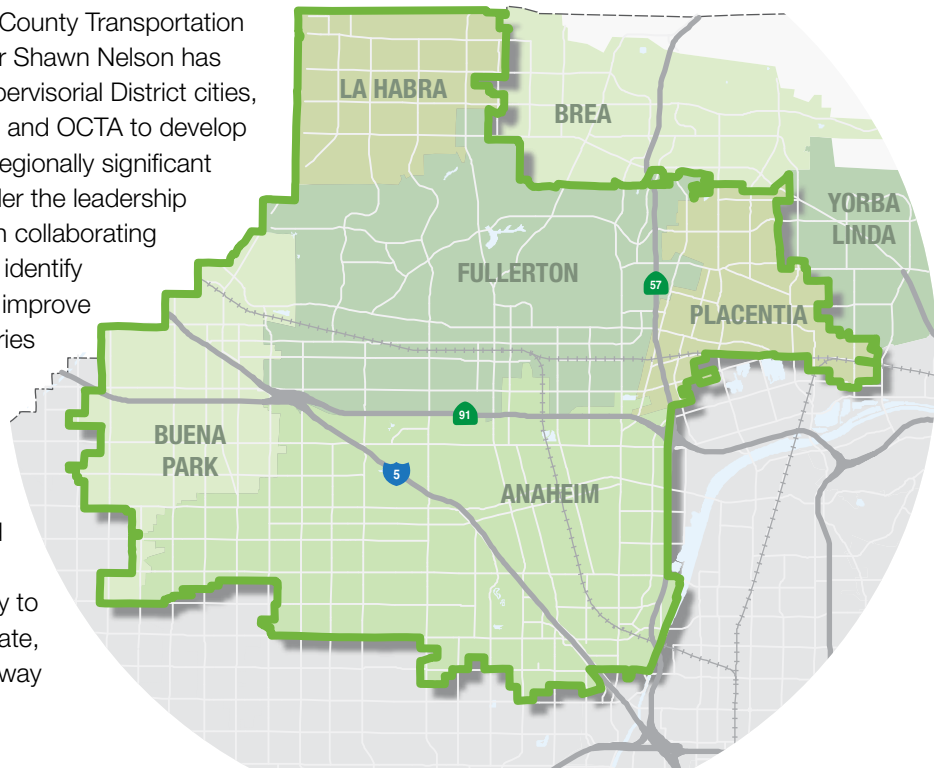 County Transportation
r Shawn Nelson has
pervisorial District cities,
and OCTA to develop
egionally significant
der the leadership
n collaborating
identify
improve
ries
y to
ate,
way
LA HABRA
BREA
YORBA
LINDA
FULLERTON
57
PLACENTIA
91
BUENA
PARK
5
ANAHEIM